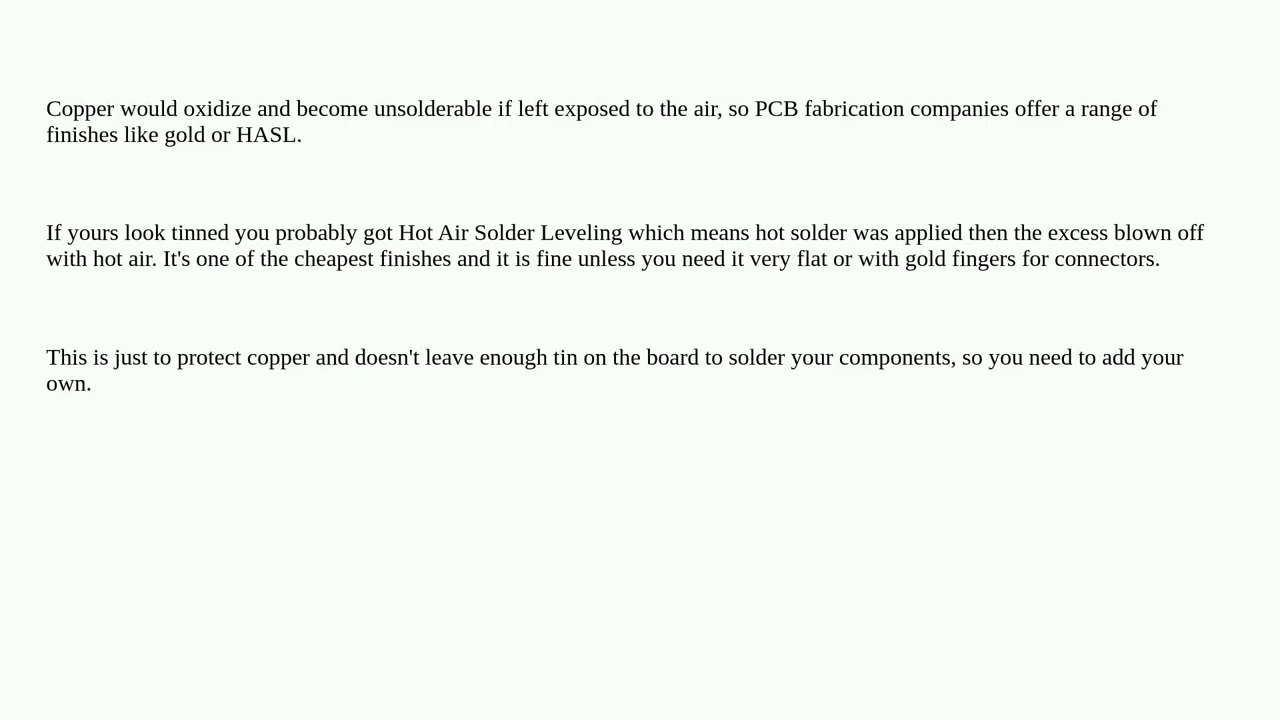 Copper would oxidize and become unsolderable if left exposed to the air, so PCB fabrication companies offer a range of
finishes like gold or HASL.
If yours look tinned you probably got Hot Air Solder Leveling which means hot solder was applied then the excess blown off
with hot air. It's one of the cheapest finishes and it is fine unless you need it very flat or with gold fingers for connectors.
This is just to protect copper and doesn't leave enough tin on the board to solder your components, so you need to add your
own.